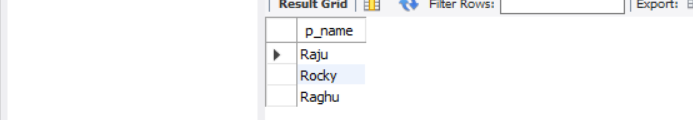 Result Grid | Filter Rows: | Export:
p_name
Raju
Rocky
Raghu